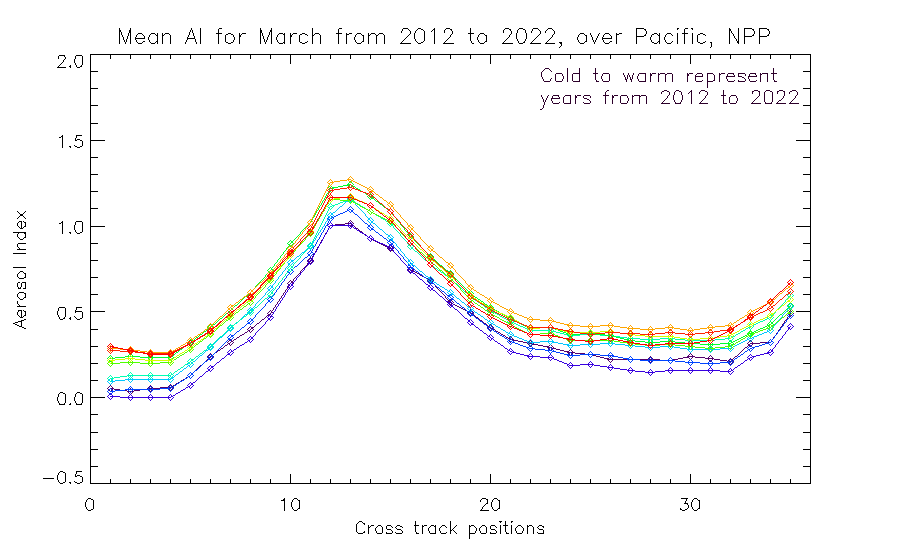 Mean AI for March from 2012 to 2022, over Pacific, NPP
Cold to warm represent
years from 2012 to 2022
2.0
1.5
1.0
0.5
0.0
-0.5
Aerosol Index
0
10
20
30
Cross track positions